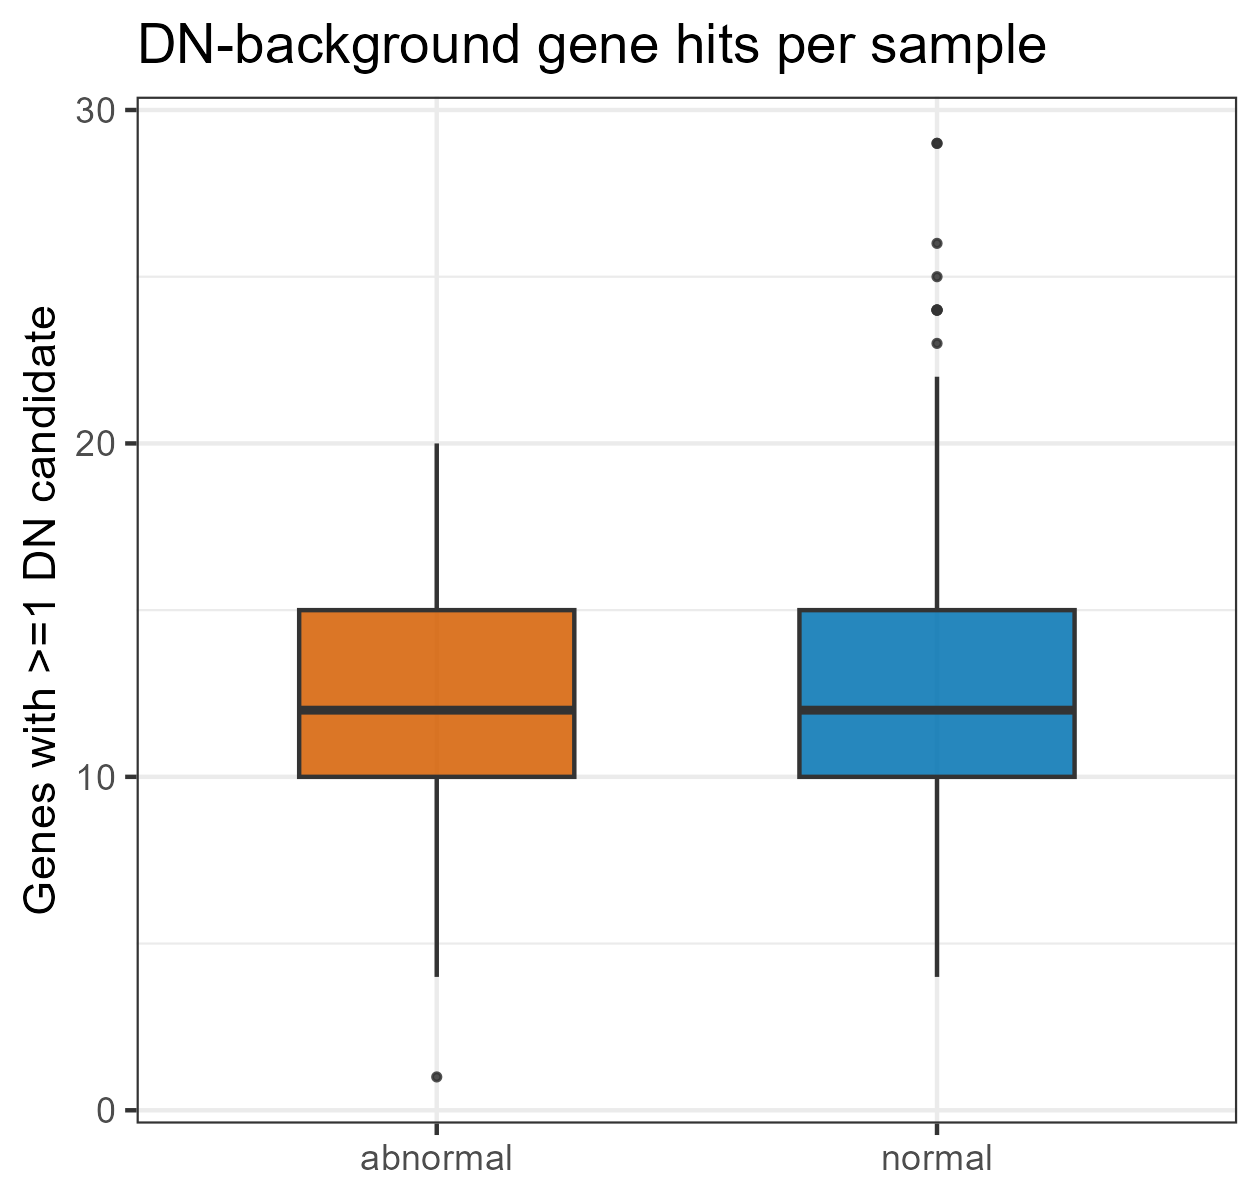 DN-background gene hits per sample
Genes with >=1 DN candidate
30
20
10
0
abnormal
normal